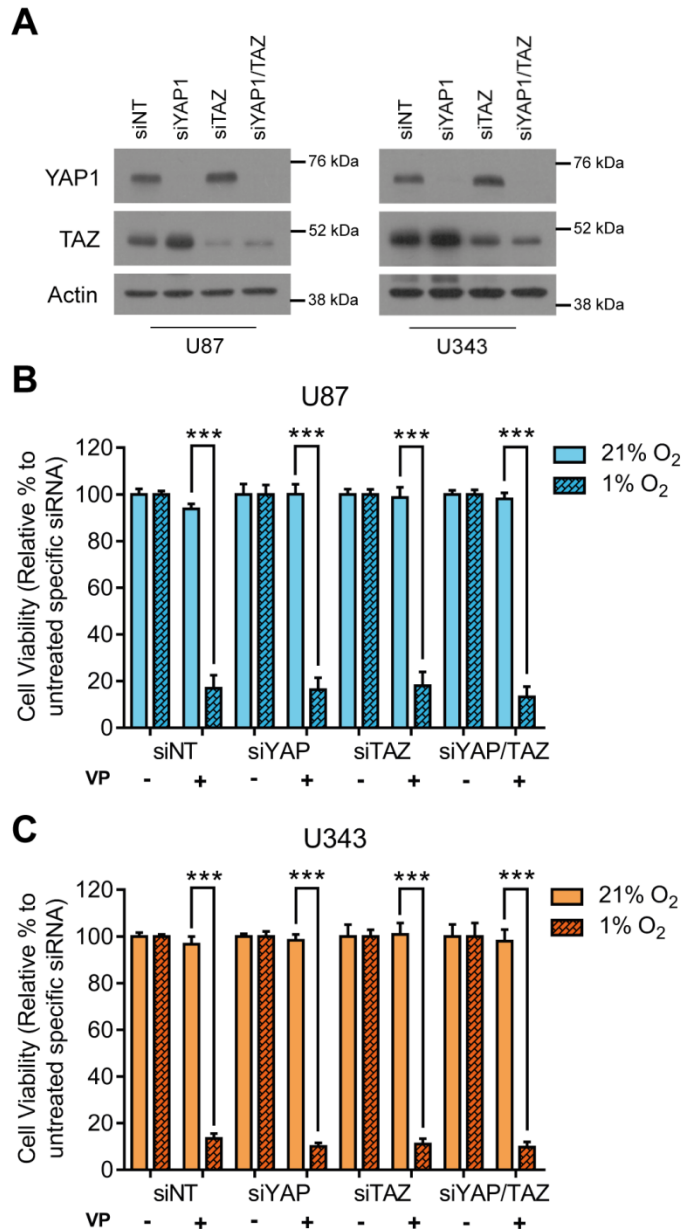 A
siNT siYAP1 siTAZ siYAP1/TAZ siNT siYAP1 siTAZ siYAP1/TAZ
YAP1 76 kDa 76 kDa
TAZ 52 kDa 52 kDa
Actin 38 kDa 38 kDa
U87 U343
B
U87
Cell Viability (Relative % to
untreated specific siRNA)
120
100
80
60
40
20
0
*** *** *** ***
21% O₂
1% O₂
siNT siYAP siTAZ siYAP/TAZ
VP - + - + - + - +
C
U343
Cell Viability (Relative % to
untreated specific siRNA)
120
100
80
60
40
20
0
*** *** *** ***
21% O₂
1% O₂
siNT siYAP siTAZ siYAP/TAZ
VP - + - + - + - +